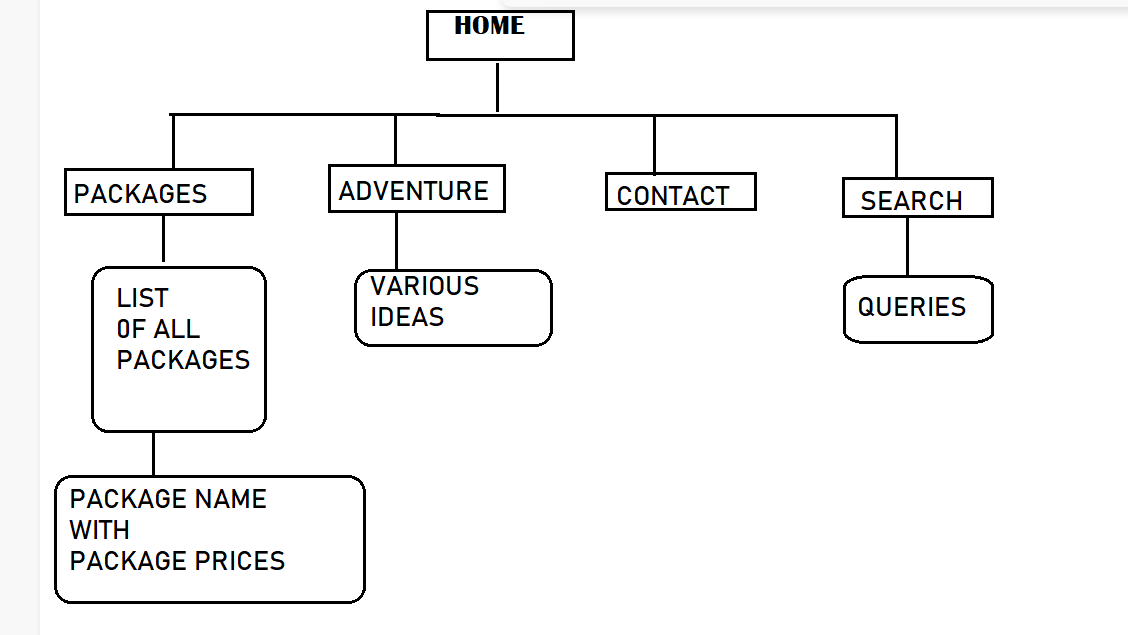 HOME
PACKAGES
ADVENTURE
CONTACT
SEARCH
LIST
OF ALL
PACKAGES
VARIOUS
IDEAS
QUERIES
PACKAGE NAME
WITH
PACKAGE PRICES